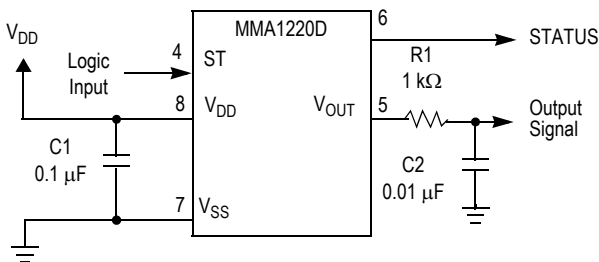 MMA1220D
6
STATUS
V_DD
Logic
Input
4
ST
R1
1 kΩ
8
V_DD
V_OUT
5
Output
Signal
C1
0.1 μF
C2
0.01 μF
7
V_SS